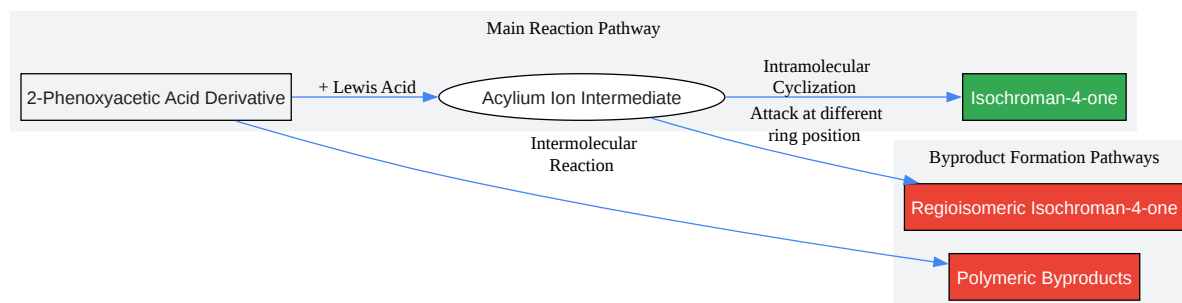 Main Reaction Pathway
2-Phenoxyacetic Acid Derivative
+ Lewis Acid
Acylium Ion Intermediate
Intramolecular
Cyclization
Isochroman-4-one
Attack at different
ring position
Intermolecular
Reaction
Byproduct Formation Pathways
Regioisomeric Isochroman-4-one
Polymeric Byproducts